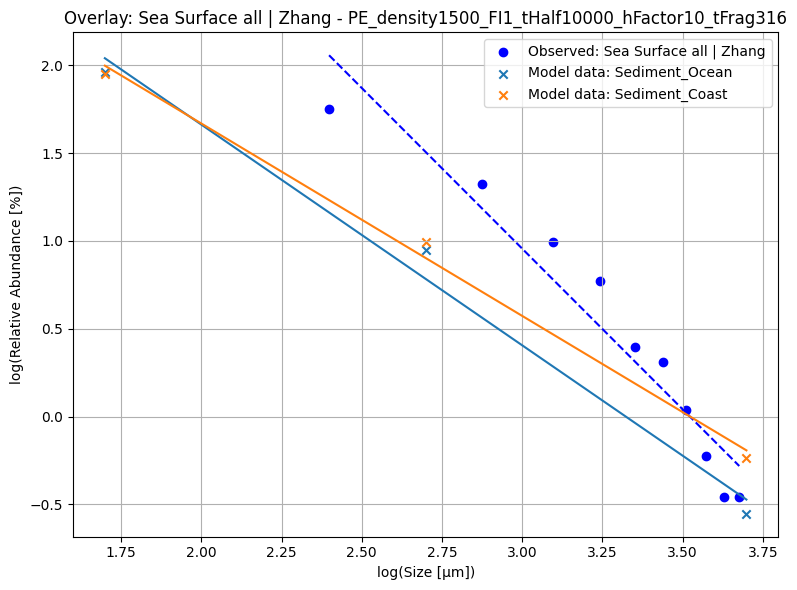 Overlay: Sea Surface all | Zhang - PE_density1500_FI1_tHalf10000_hFactor10_tFrag316
Observed: Sea Surface all | Zhang
Model data: Sediment_Ocean
Model data: Sediment_Coast
log(Relative Abundance [%])
2.0
1.5
1.0
0.5
0.0
−0.5
1.75 2.00 2.25 2.50 2.75 3.00 3.25 3.50 3.75
log(Size [µm])